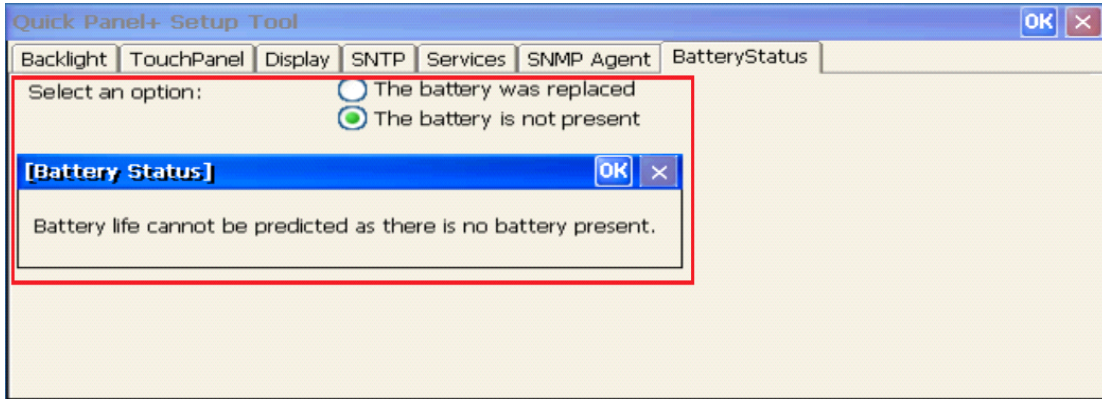 Quick Panel+ Setup Tool OK
Backlight TouchPanel Display SNTP Services SNMP Agent BatteryStatus
Select an option: The battery was replaced
The battery is not present
[Battery Status] OK
Battery life cannot be predicted as there is no battery present.